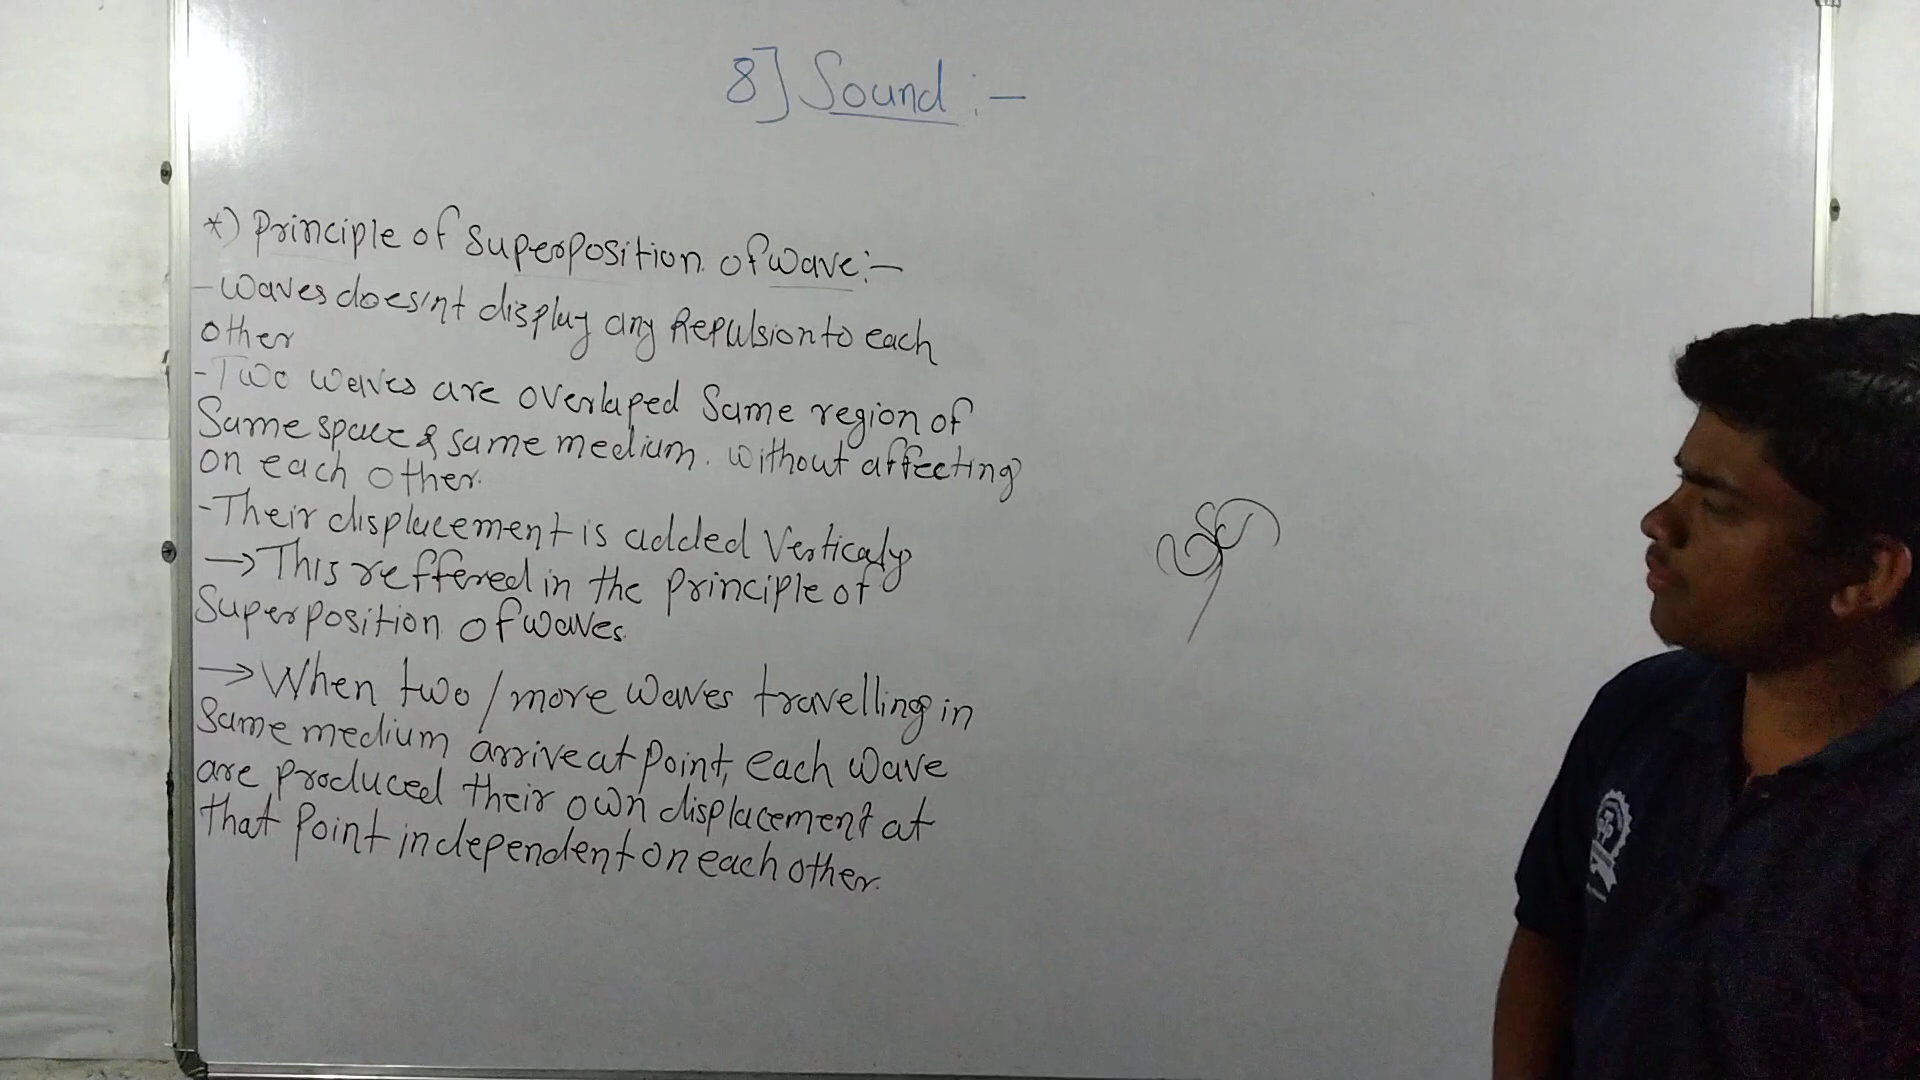 8] Sound :-
*) Principle of Superposition of wave:-
- Waves does'nt display any Repulsion to each
other
- Two waves are overlaped Same region of
Same space & same medium. without affecting
on each other.
- Their displacement is added Verticaly
→ This reffered in the Principle of
Superposition of waves.
→ When two / more waves travelling in
Same medium arrive at Point, each wave
are produced their own displacement at
that Point independent on each other.